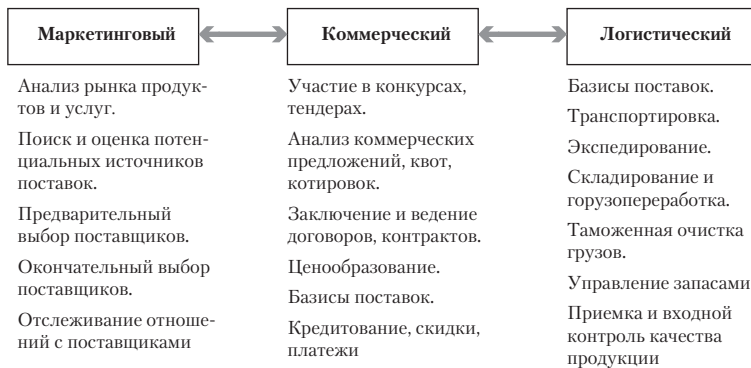 Маркетинговый
Анализ рынка продук-
тов и услуг.
Поиск и оценка потен-
циальных источников
поставок.
Предварительный
выбор поставщиков.
Окончательный выбор
поставщиков.
Отслеживание отноше-
ний с поставщиками
Коммерческий
Участие в конкурсах,
тендерах.
Анализ коммерческих
предложений, квот,
котировок.
Заключение и ведение
договоров, контрактов.
Ценообразование.
Базисы поставок.
Кредитование, скидки,
платежи
Логистический
Базисы поставок.
Транспортировка.
Экспедирование.
Складирование и
горузопереработка.
Таможенная очистка
грузов.
Управление запасами
Приемка и входной
контроль качества
продукции